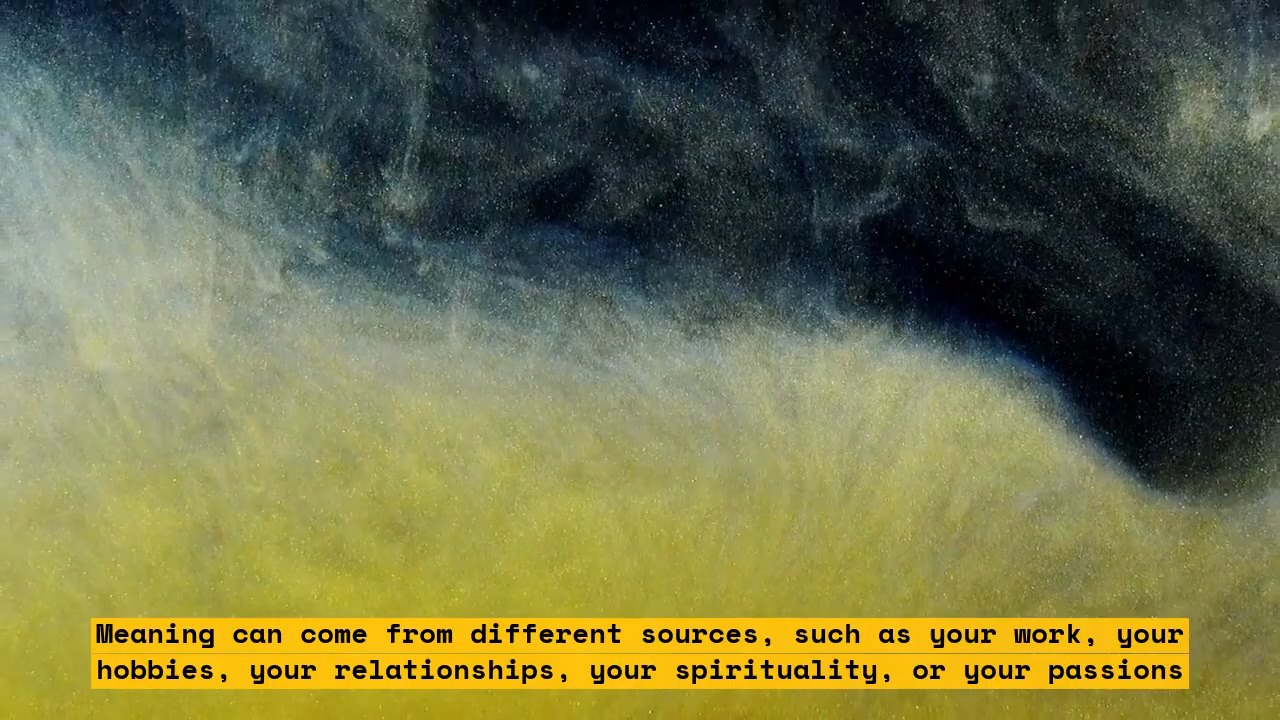 Meaning can come from different sources, such as your work, your
hobbies, your relationships, your spirituality, or your passions